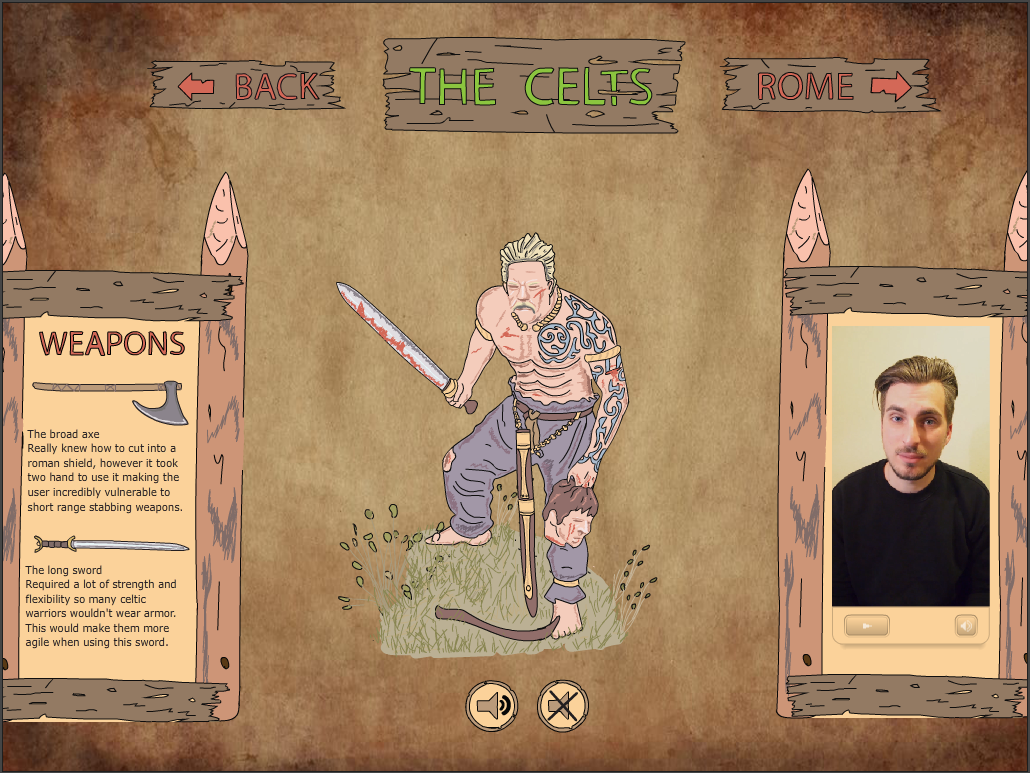 BACK
THE CELTS
ROME
WEAPONS
The broad axe
Really knew how to cut into a
roman shield, however it took
two hand to use it making the
user incredibly vulnerable to
short range stabbing weapons.
The long sword
Required a lot of strength and
flexibility so many celtic
warriors wouldn't wear armor.
This would make them more
agile when using this sword.